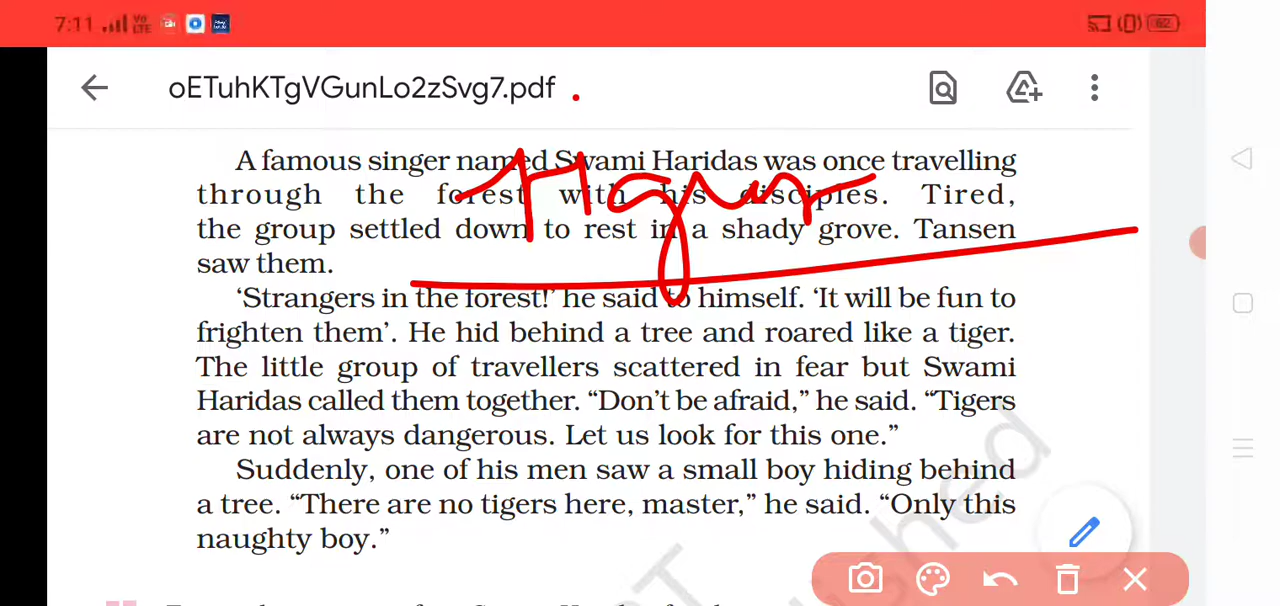 7:11 Vo LTE 62
oETuhKTgVGunLo2zSvg7.pdf
A famous singer named Swami Haridas was once travelling
through the forest with his disciples. Tired,
the group settled down to rest in a shady grove. Tansen
saw them.
‘Strangers in the forest!’ he said to himself. ‘It will be fun to
frighten them’. He hid behind a tree and roared like a tiger.
The little group of travellers scattered in fear but Swami
Haridas called them together. “Don’t be afraid,” he said. “Tigers
are not always dangerous. Let us look for this one.”
Suddenly, one of his men saw a small boy hiding behind
a tree. “There are no tigers here, master,” he said. “Only this
naughty boy.”